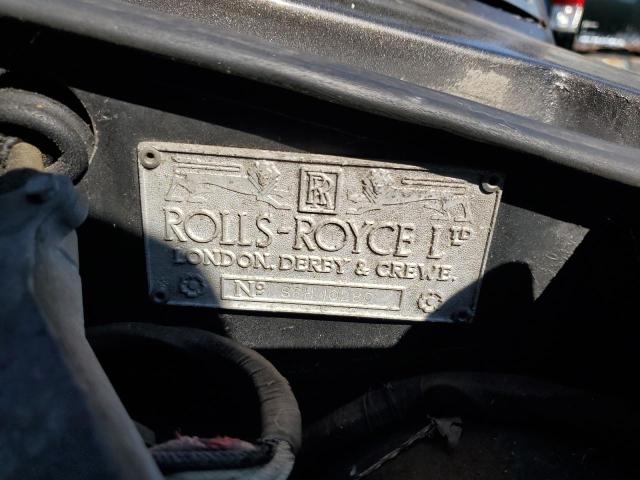 RR
ROLLS-ROYCE LTD
LONDON, DERBY & CREWE.
No